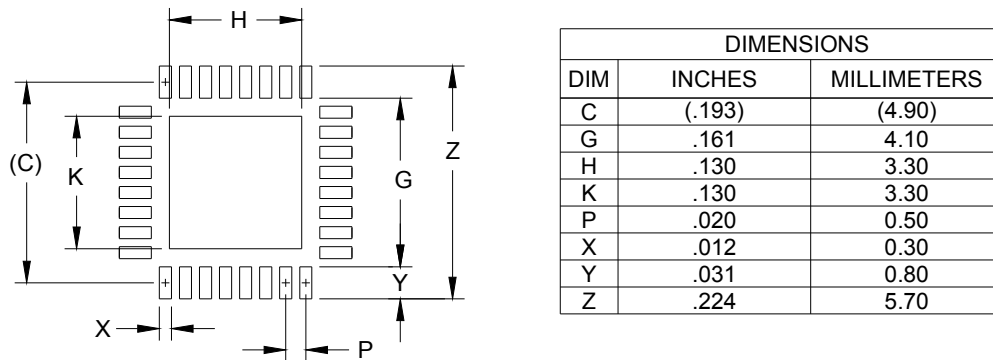 H
(C)
K
G
Z
Y
X
P
DIMENSIONS
DIM INCHES MILLIMETERS
C (.193) (4.90)
G .161 4.10
H .130 3.30
K .130 3.30
P .020 0.50
X .012 0.30
Y .031 0.80
Z .224 5.70